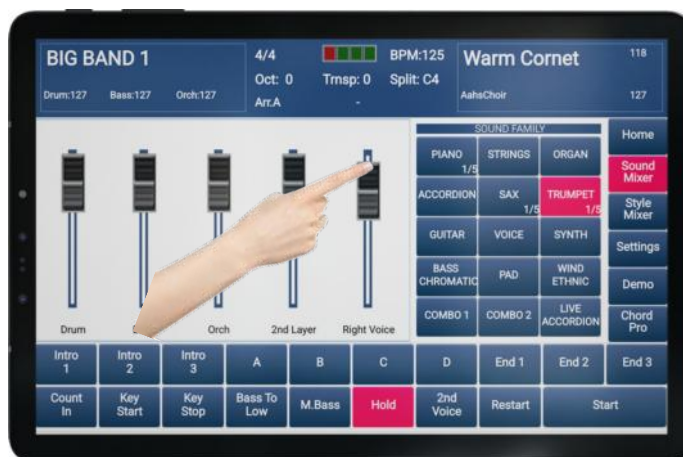 BIG BAND 1
Drum:127 Bass:127 Orch:127
4/4 BPM:125
Oct: 0 Trnsp: 0 Split: C4
Arr.A -
Warm Cornet 118
AahsChoir 127
SOUND FAMILY
PIANO 1/5 STRINGS ORGAN
ACCORDION SAX 1/5 TRUMPET 1/5
GUITAR VOICE SYNTH
BASS CHROMATIC PAD WIND ETHNIC
COMBO 1 COMBO 2 LIVE ACCORDION
Home
Sound Mixer
Style Mixer
Settings
Demo
Chord Pro
Drum Orch 2nd Layer Right Voice
Intro 1 Intro 2 Intro 3 A B C D End 1 End 2 End 3
Count In Key Start Key Stop Bass To Low M.Bass Hold 2nd Voice Restart Start